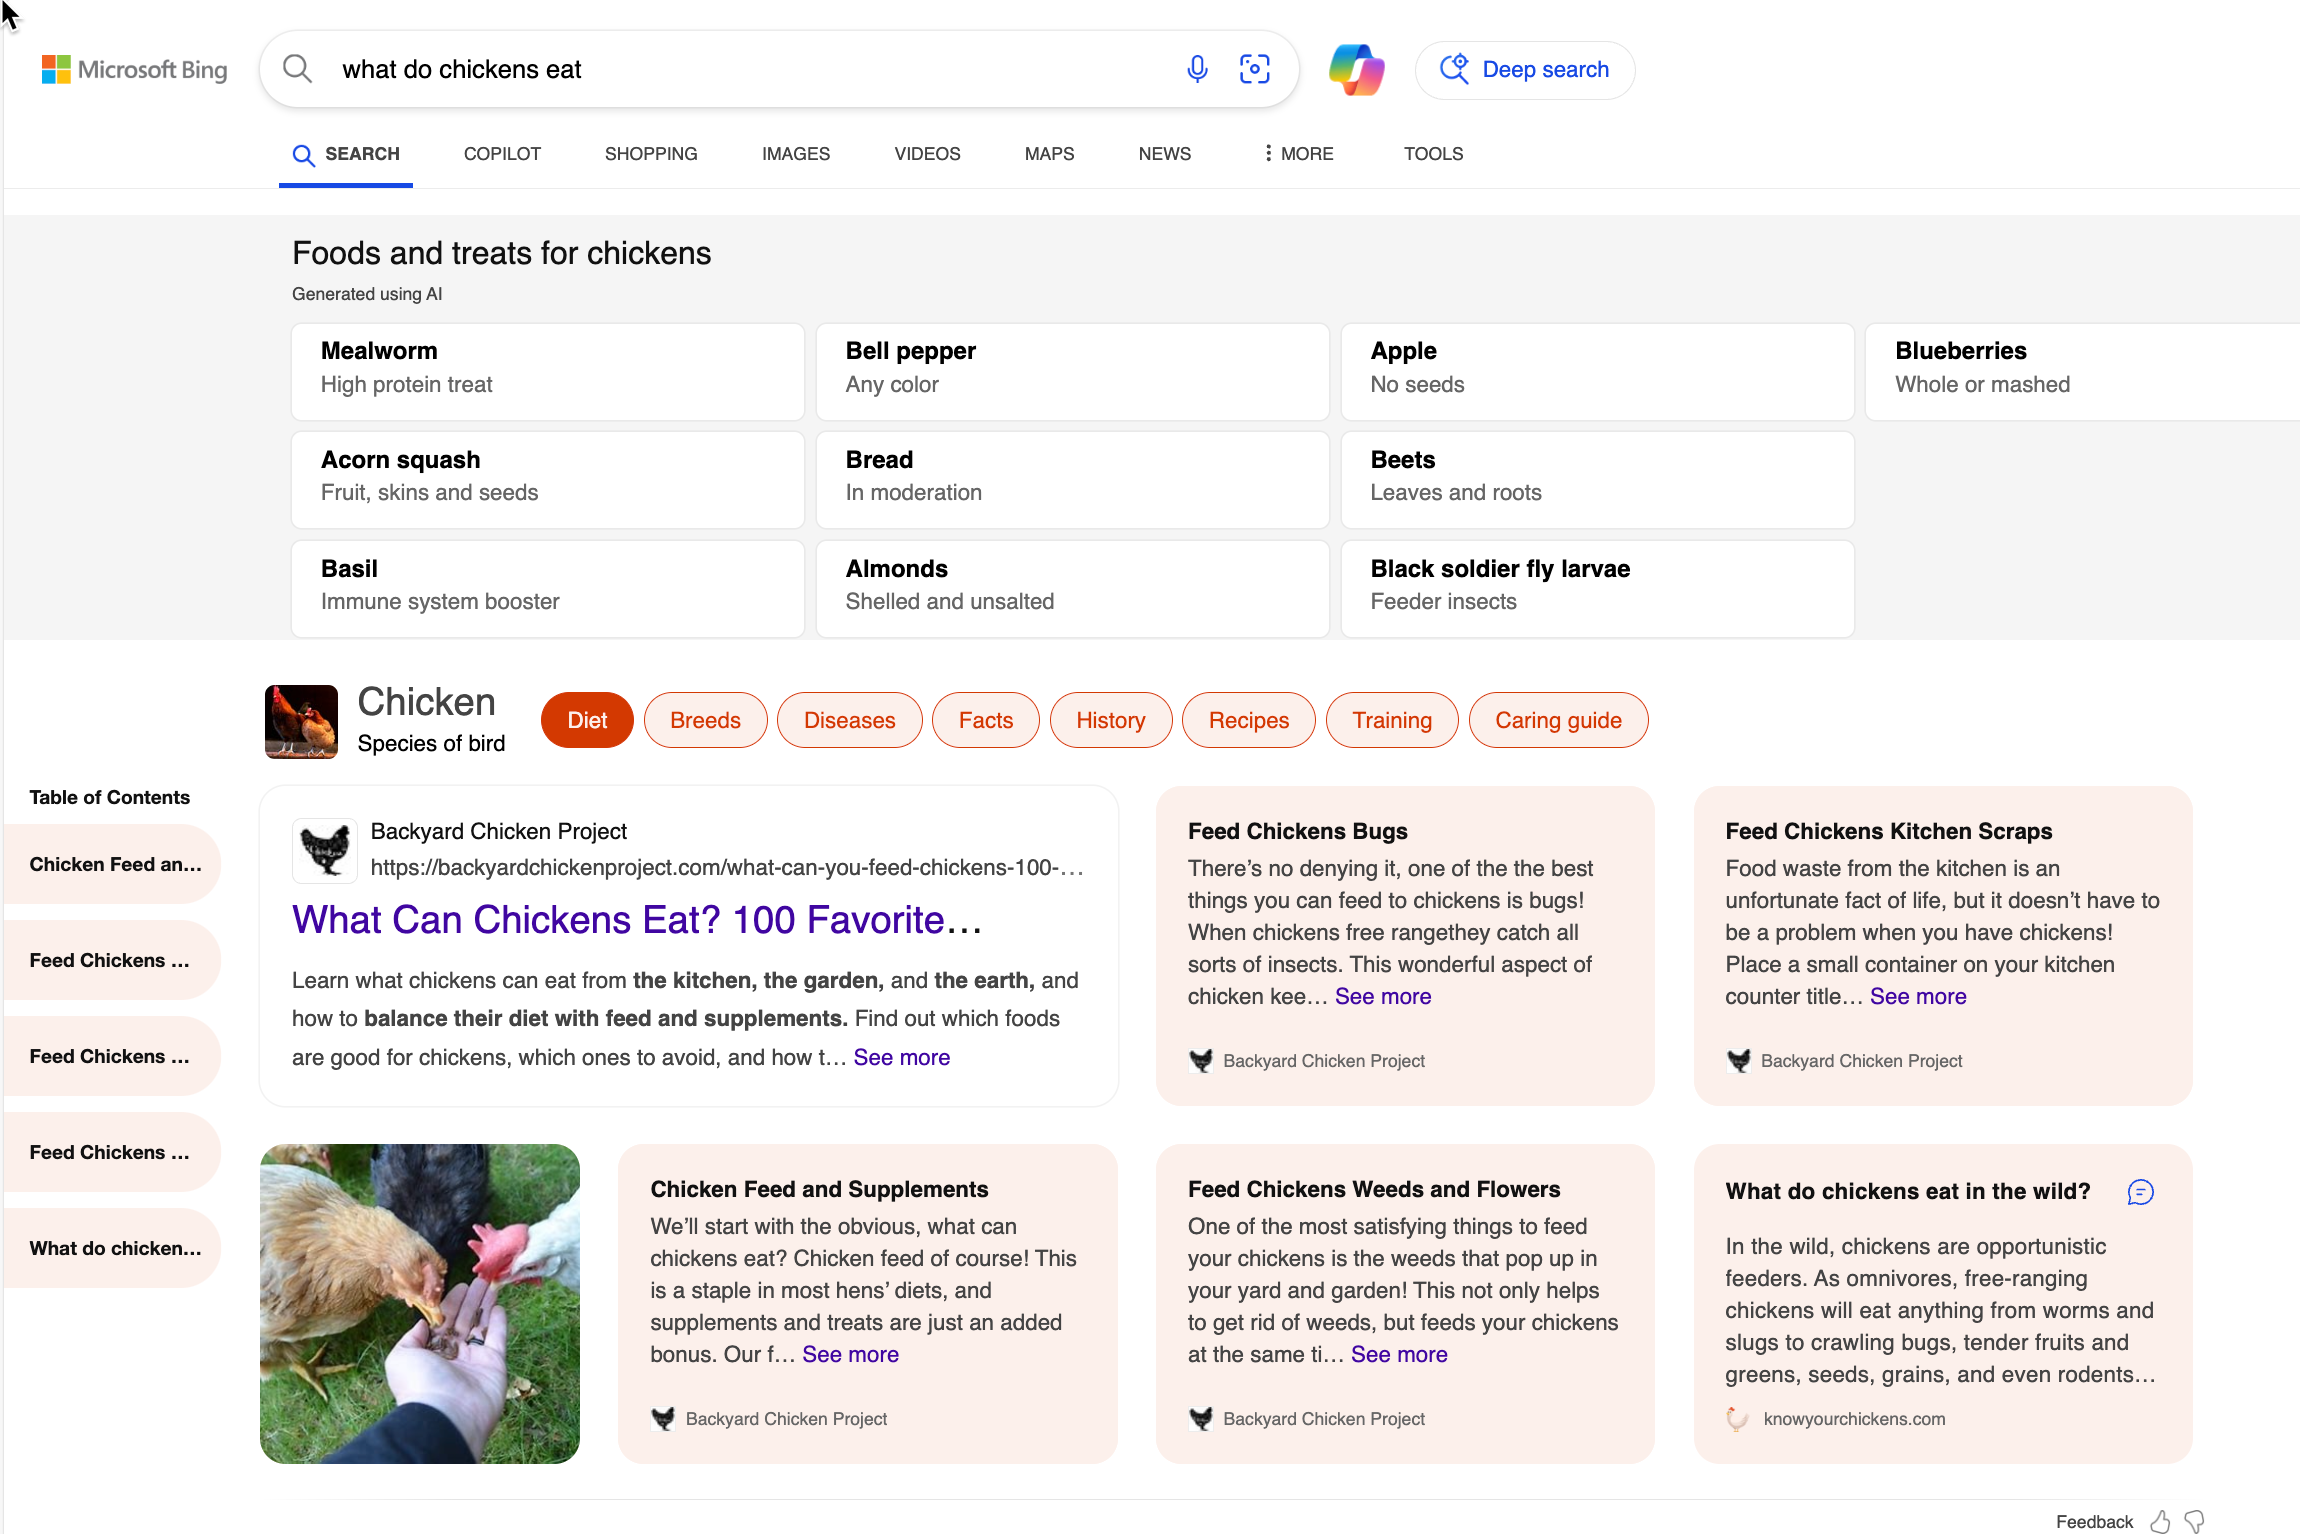 Microsoft Bing
what do chickens eat
Deep search
SEARCH
COPILOT
SHOPPING
IMAGES
VIDEOS
MAPS
NEWS
MORE
TOOLS
Foods and treats for chickens
Generated using AI
Mealworm
High protein treat
Bell pepper
Any color
Apple
No seeds
Blueberries
Whole or mashed
Acorn squash
Fruit, skins and seeds
Bread
In moderation
Beets
Leaves and roots
Basil
Immune system booster
Almonds
Shelled and unsalted
Black soldier fly larvae
Feeder insects
Chicken
Species of bird
Diet
Breeds
Diseases
Facts
History
Recipes
Training
Caring guide
Table of Contents
Chicken Feed an...
Feed Chickens ...
Feed Chickens ...
Feed Chickens ...
What do chicken...
Backyard Chicken Project
https://backyardchickenproject.com/what-can-you-feed-chickens-100-...
What Can Chickens Eat? 100 Favorite...
Learn what chickens can eat from the kitchen, the garden, and the earth, and
how to balance their diet with feed and supplements. Find out which foods
are good for chickens, which ones to avoid, and how t... See more
Feed Chickens Bugs
There’s no denying it, one of the the best
things you can feed to chickens is bugs!
When chickens free rangethey catch all
sorts of insects. This wonderful aspect of
chicken kee... See more
Backyard Chicken Project
Feed Chickens Kitchen Scraps
Food waste from the kitchen is an
unfortunate fact of life, but it doesn’t have to
be a problem when you have chickens!
Place a small container on your kitchen
counter title... See more
Backyard Chicken Project
Chicken Feed and Supplements
We’ll start with the obvious, what can
chickens eat? Chicken feed of course! This
is a staple in most hens’ diets, and
supplements and treats are just an added
bonus. Our f... See more
Backyard Chicken Project
Feed Chickens Weeds and Flowers
One of the most satisfying things to feed
your chickens is the weeds that pop up in
your yard and garden! This not only helps
to get rid of weeds, but feeds your chickens
at the same ti... See more
Backyard Chicken Project
What do chickens eat in the wild?
In the wild, chickens are opportunistic
feeders. As omnivores, free-ranging
chickens will eat anything from worms and
slugs to crawling bugs, tender fruits and
greens, seeds, grains, and even rodents...
knowyourchickens.com
Feedback